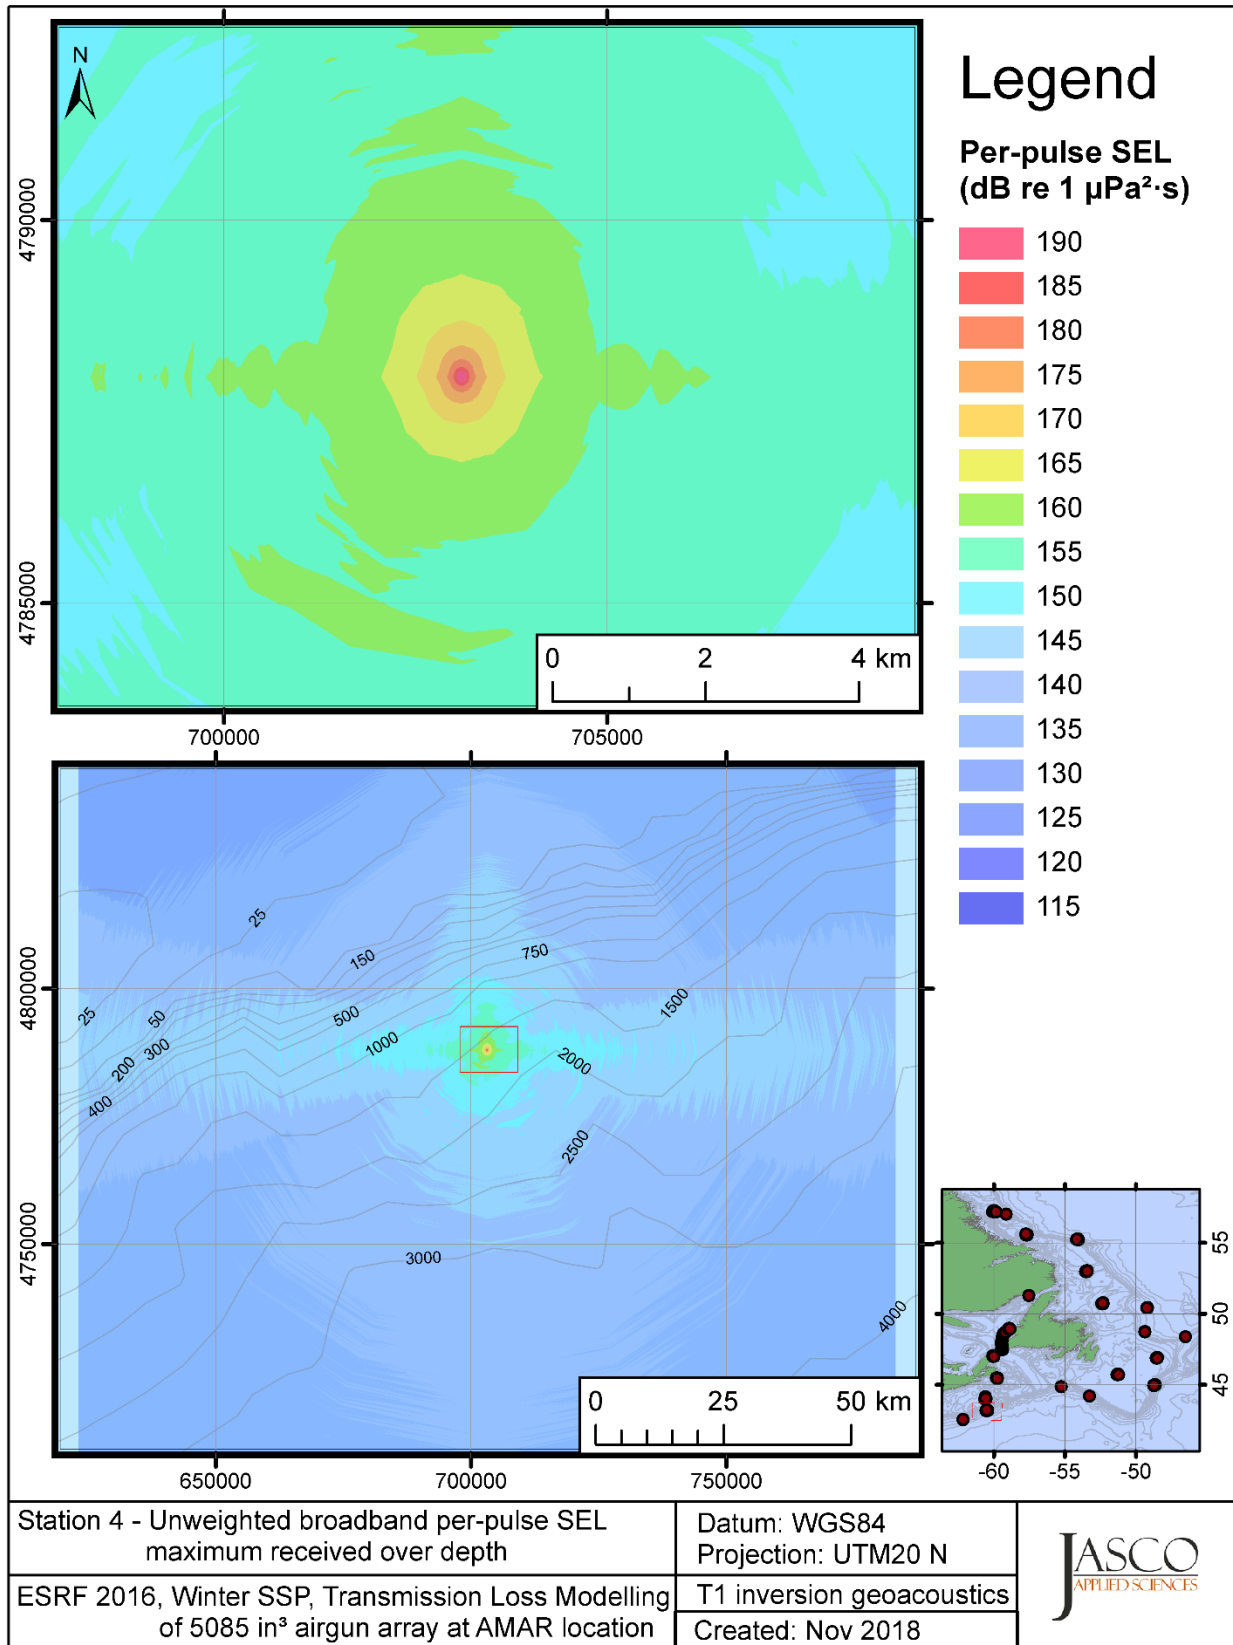 N
4790000
4785000
0 2 4 km
700000 705000
Legend
Per-pulse SEL
(dB re 1 µPa²·s)
190
185
180
175
170
165
160
155
150
145
140
135
130
125
120
115
25
150
750
25
50
500
1500
200
300
1000
2000
400
2500
3000
4000
4800000
4750000
0 25 50 km
650000 700000 750000
55
50
45
-60 -55 -50
Station 4 - Unweighted broadband per-pulse SEL
maximum received over depth
Datum: WGS84
Projection: UTM20 N
ESRF 2016, Winter SSP, Transmission Loss Modelling
of 5085 in³ airgun array at AMAR location
T1 inversion geoacoustics
Created: Nov 2018
JASCO
APPLIED SCIENCES